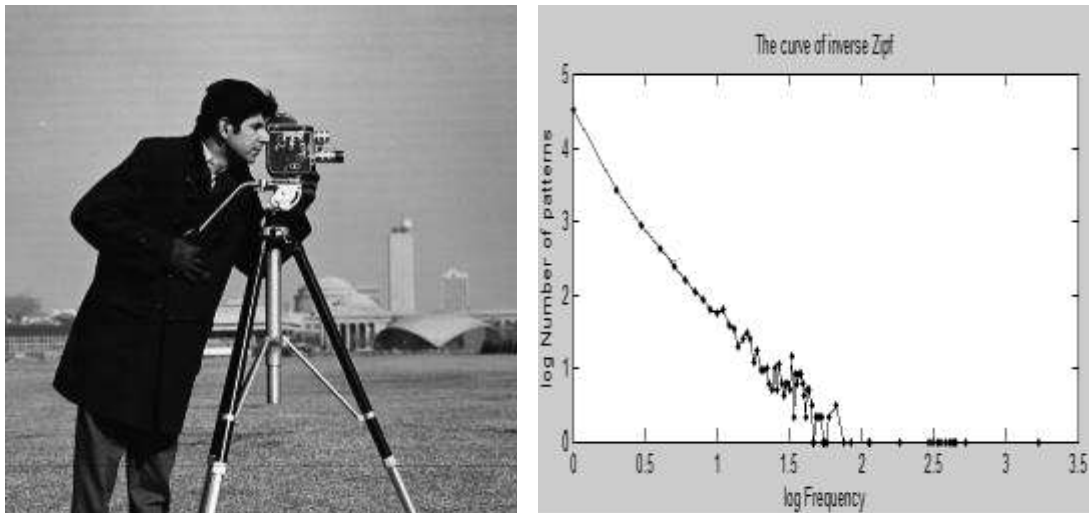 The curve of inverse Zipf
log Number of patterns
5
4
3
2
1
0
0 0.5 1 1.5 2 2.5 3 3.5
log Frequency